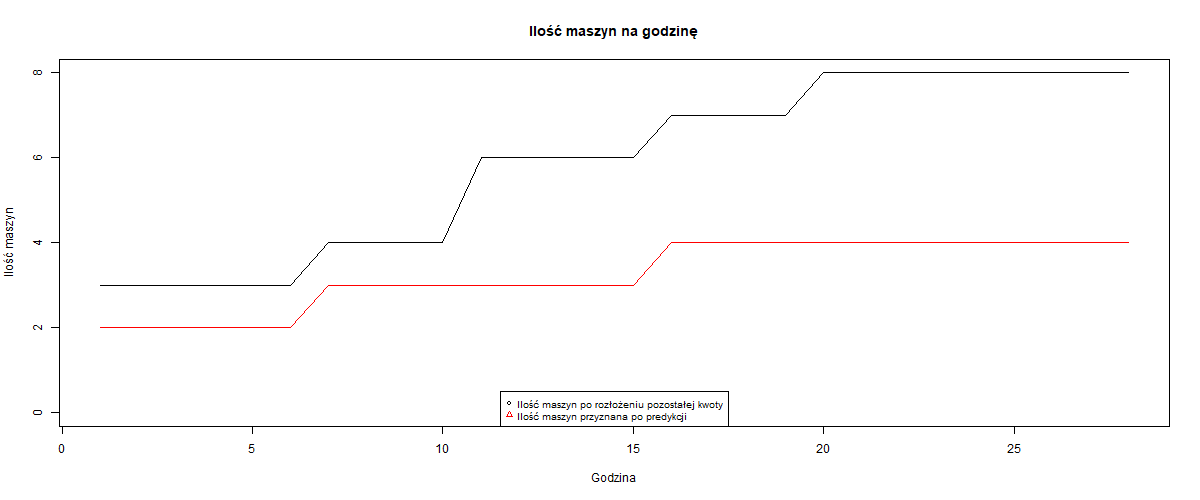 Ilość maszyn na godzinę
Ilość maszyn
8
6
4
2
0
Ilość maszyn po rozłożeniu pozostałej kwoty
Ilość maszyn przyznana po predykcji
0 5 10 15 20 25
Godzina